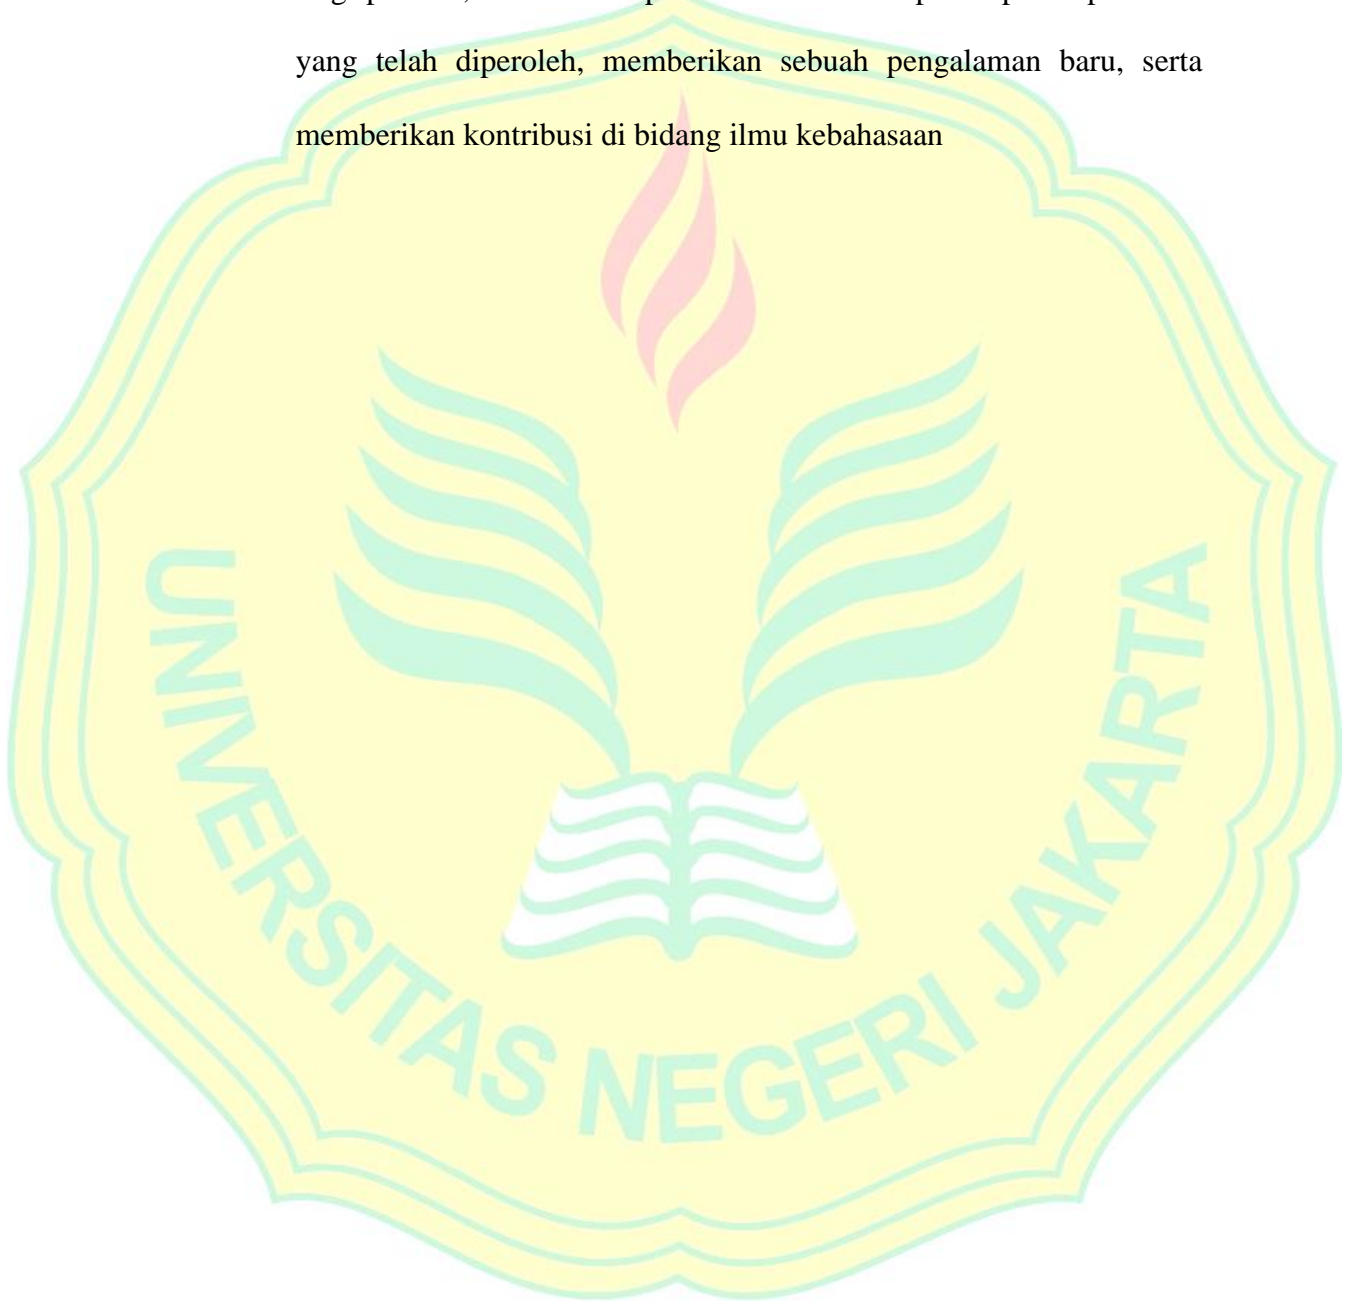 yang telah diperoleh, memberikan sebuah pengalaman baru, serta
memberikan kontribusi di bidang ilmu kebahasaan
UNIVERSITAS NEGERI JAKARTA